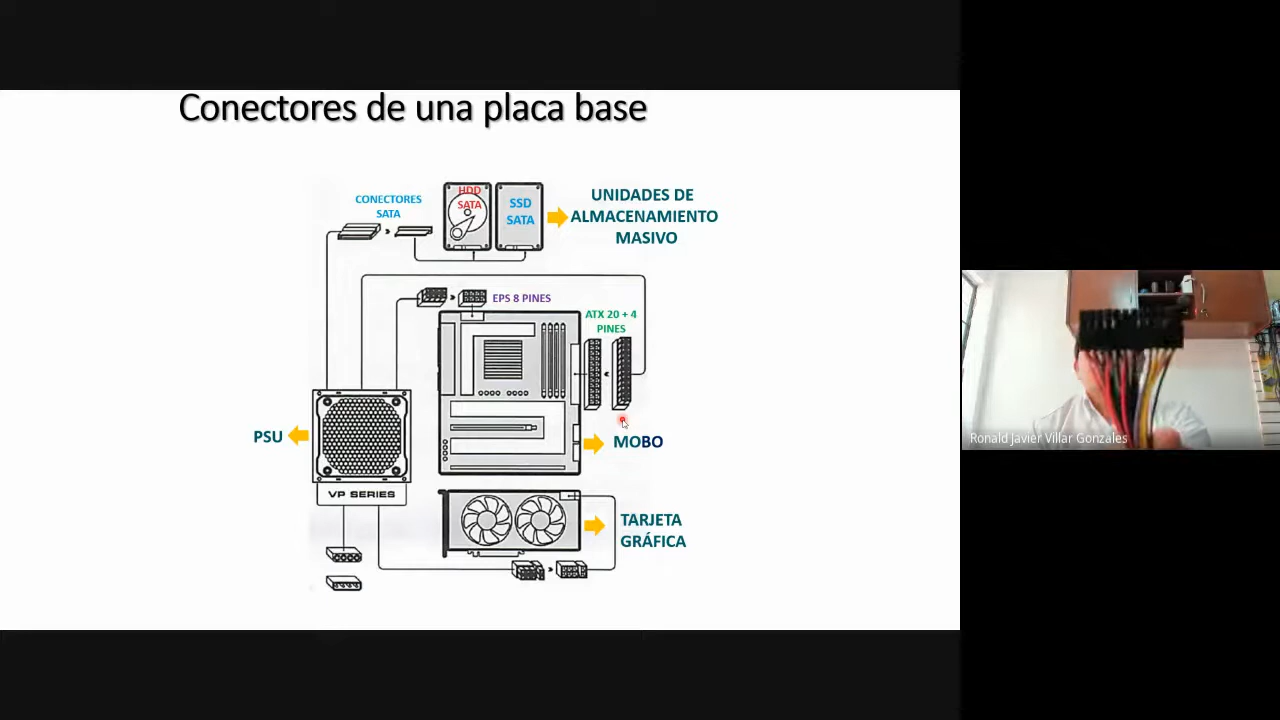 Conectores de una placa base
CONECTORES
SATA
HDD
SATA
SSD
SATA
UNIDADES DE
ALMACENAMIENTO
MASIVO
EPS 8 PINES
ATX 20 + 4
PINES
PSU
MOBO
VP SERIES
TARJETA
GRÁFICA
Ronald Javier Villar Gonzales